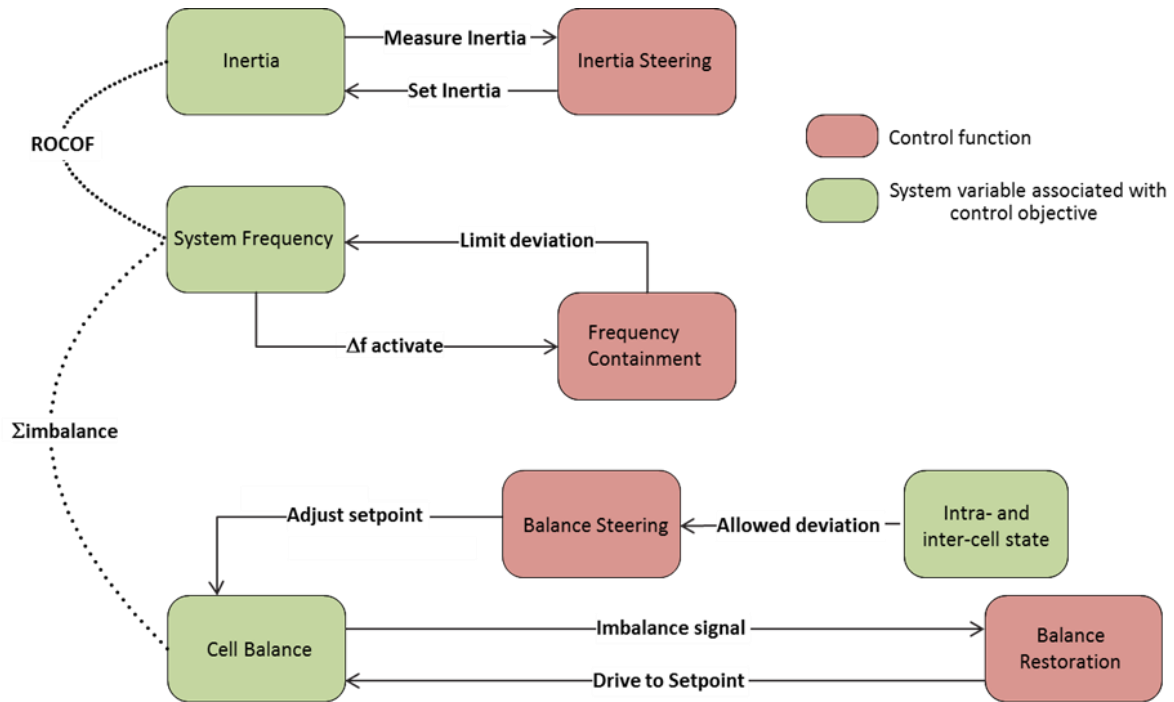 Measure Inertia
Inertia
Inertia Steering
Set Inertia
ROCOF
Control function
System variable associated with
control objective
System Frequency
Limit deviation
Δf activate
Frequency
Containment
Σimbalance
Adjust setpoint
Balance Steering
Allowed deviation
Intra- and
inter-cell state
Cell Balance
Imbalance signal
Balance
Restoration
Drive to Setpoint